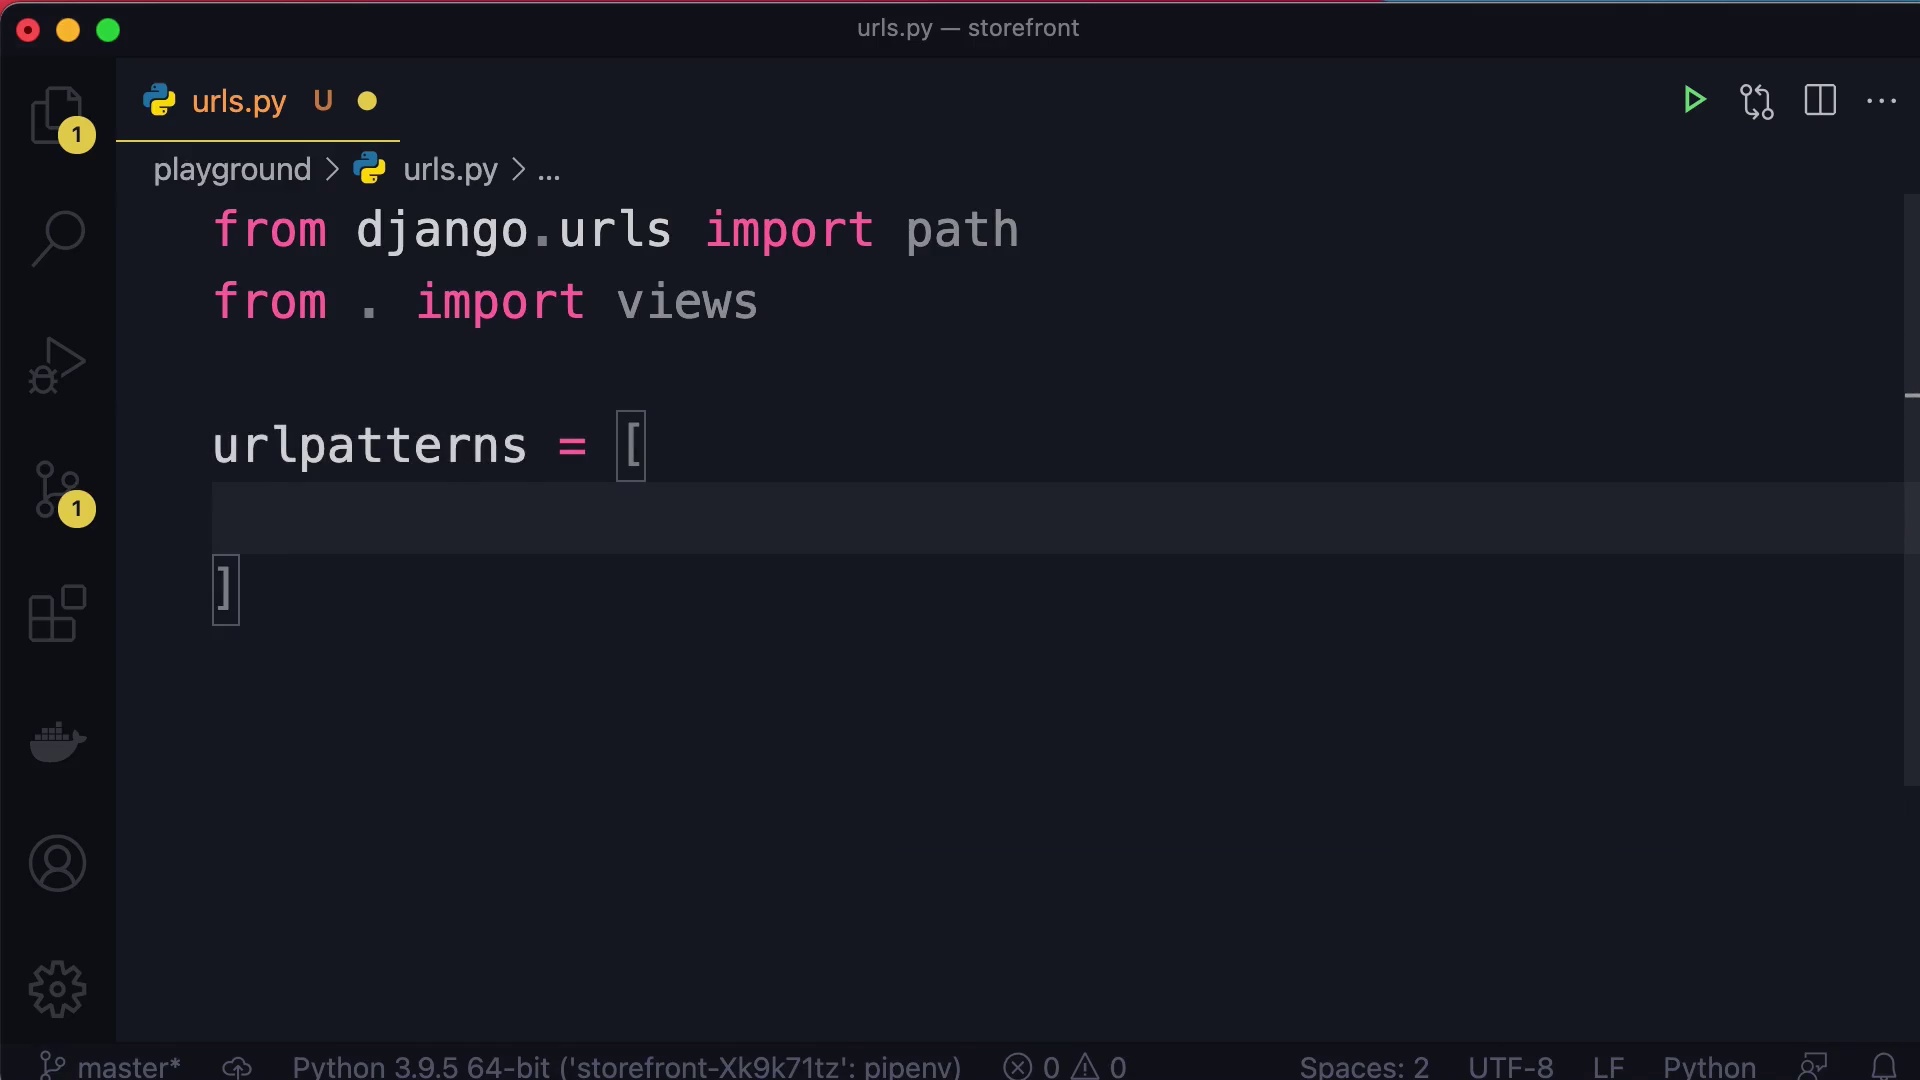 urls.py — storefront
urls.py U
1
playground > urls.py > ...
from django.urls import path
from . import views
urlpatterns = [
]
1
master* Python 3.9.5 64-bit ('storefront-Xk9k71tz': pipenv) 0 0 Spaces: 2 UTF-8 LF Python